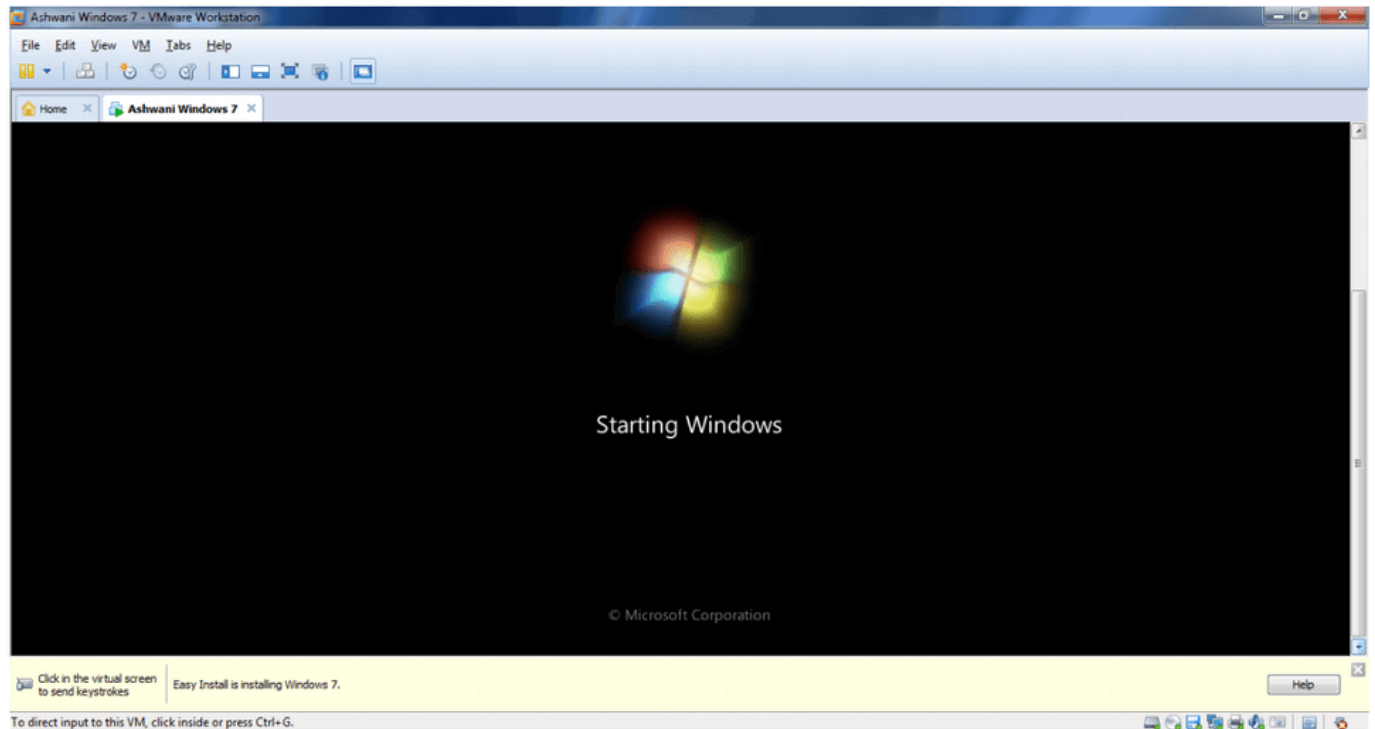 Ashwani Windows 7 - VMware Workstation
File Edit View VM Tabs Help
Home Ashwani Windows 7
Starting Windows
© Microsoft Corporation
Click in the virtual screen
to send keystrokes
Easy Install is installing Windows 7.
Help
To direct input to this VM, click inside or press Ctrl+G.